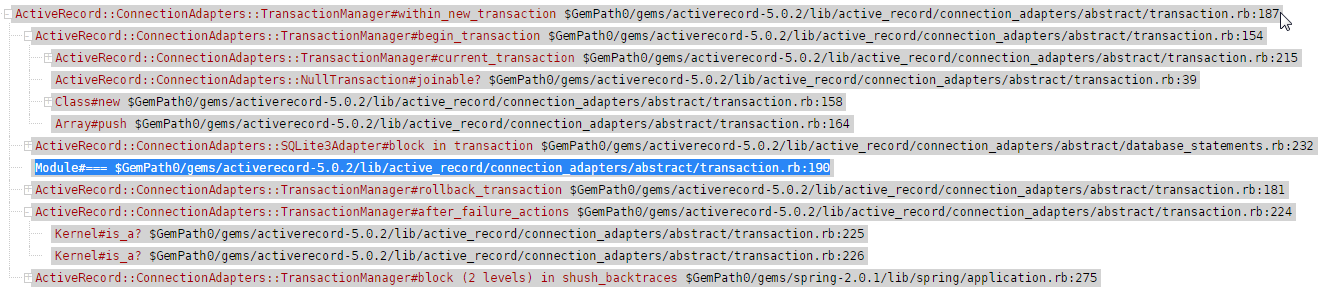 ActiveRecord::ConnectionAdapters::TransactionManager#within_new_transaction $GemPath0/gems/activerecord-5.0.2/lib/active_record/connection_adapters/abstract/transaction.rb:187
ActiveRecord::ConnectionAdapters::TransactionManager#begin_transaction $GemPath0/gems/activerecord-5.0.2/lib/active_record/connection_adapters/abstract/transaction.rb:154
ActiveRecord::ConnectionAdapters::TransactionManager#current_transaction $GemPath0/gems/activerecord-5.0.2/lib/active_record/connection_adapters/abstract/transaction.rb:215
ActiveRecord::ConnectionAdapters::NullTransaction#joinable? $GemPath0/gems/activerecord-5.0.2/lib/active_record/connection_adapters/abstract/transaction.rb:39
Class#new $GemPath0/gems/activerecord-5.0.2/lib/active_record/connection_adapters/abstract/transaction.rb:158
Array#push $GemPath0/gems/activerecord-5.0.2/lib/active_record/connection_adapters/abstract/transaction.rb:164
ActiveRecord::ConnectionAdapters::SQLite3Adapter#block in transaction $GemPath0/gems/activerecord-5.0.2/lib/active_record/connection_adapters/abstract/database_statements.rb:232
Module#=== $GemPath0/gems/activerecord-5.0.2/lib/active_record/connection_adapters/abstract/transaction.rb:190
ActiveRecord::ConnectionAdapters::TransactionManager#rollback_transaction $GemPath0/gems/activerecord-5.0.2/lib/active_record/connection_adapters/abstract/transaction.rb:181
ActiveRecord::ConnectionAdapters::TransactionManager#after_failure_actions $GemPath0/gems/activerecord-5.0.2/lib/active_record/connection_adapters/abstract/transaction.rb:224
Kernel#is_a? $GemPath0/gems/activerecord-5.0.2/lib/active_record/connection_adapters/abstract/transaction.rb:225
Kernel#is_a? $GemPath0/gems/activerecord-5.0.2/lib/active_record/connection_adapters/abstract/transaction.rb:226
ActiveRecord::ConnectionAdapters::TransactionManager#block (2 levels) in shush_backtraces $GemPath0/gems/spring-2.0.1/lib/spring/application.rb:275